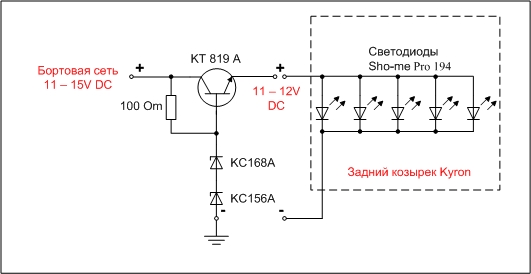 КТ 819 А
Светодиоды
Sho-me Pro 194
Бортовая сеть
11 – 15V DC
+
+
+
11 – 12V
DC
100 Om
КС168А
КС156А
-
-
Задний козырек Kyron